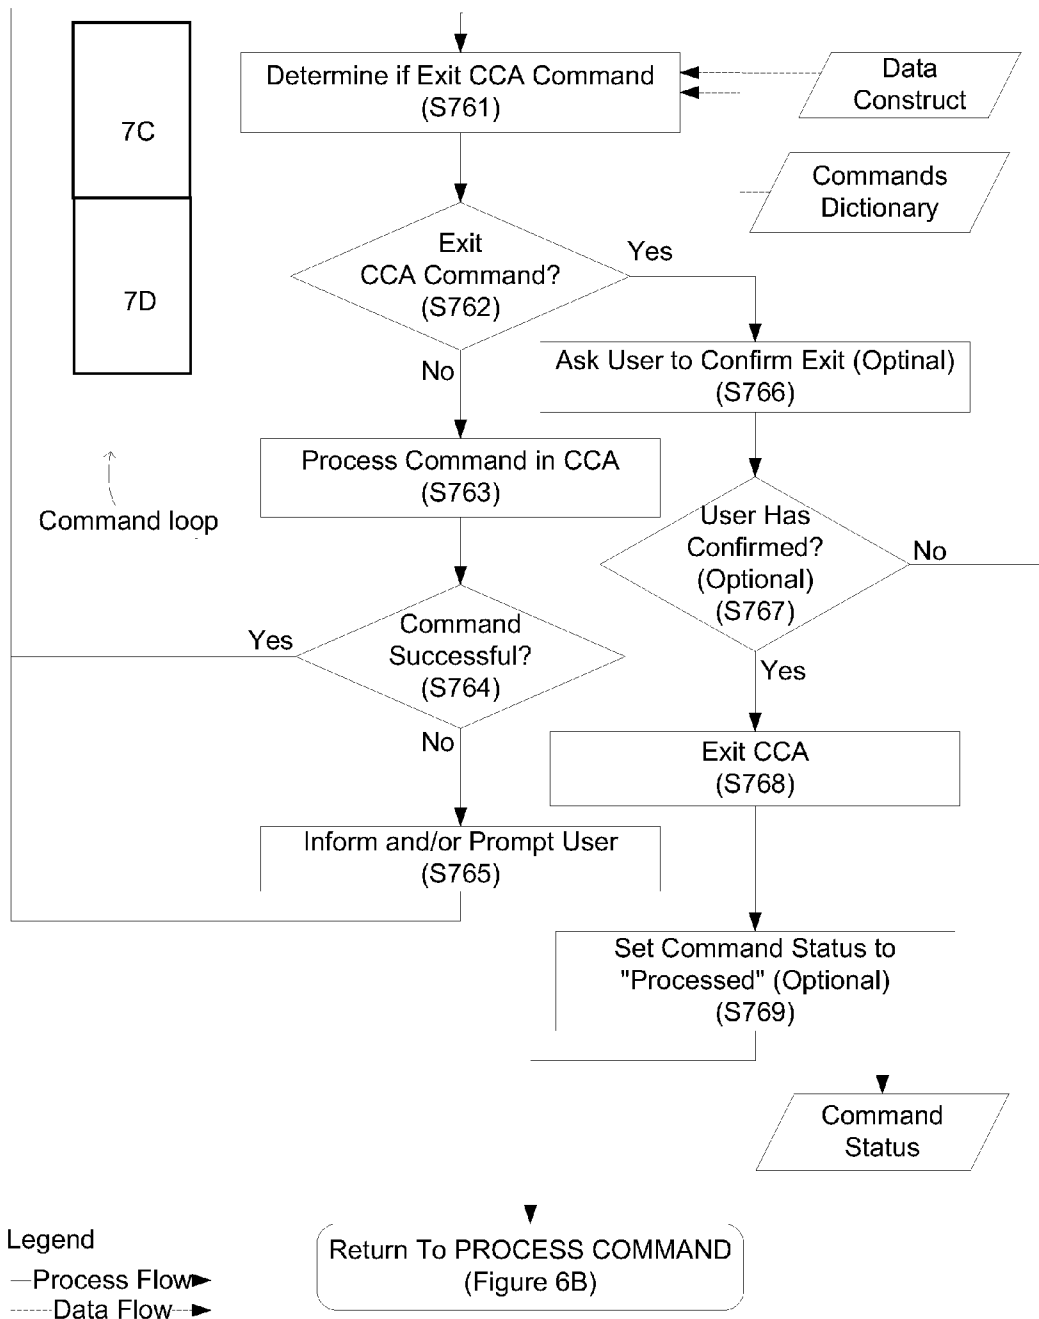 Determine if Exit CCA Command
(S761)
Data
Construct
7C
Commands
Dictionary
Exit
CCA Command?
(S762)
Yes
7D
No
Ask User to Confirm Exit (Optinal)
(S766)
Process Command in CCA
(S763)
Command loop
User Has
Confirmed?
(Optional)
(S767)
No
Command
Successful?
(S764)
Yes
Yes
No
Exit CCA
(S768)
Inform and/or Prompt User
(S765)
Set Command Status to
"Processed" (Optional)
(S769)
Command
Status
Legend
Process Flow
Data Flow
Return To PROCESS COMMAND
(Figure 6B)